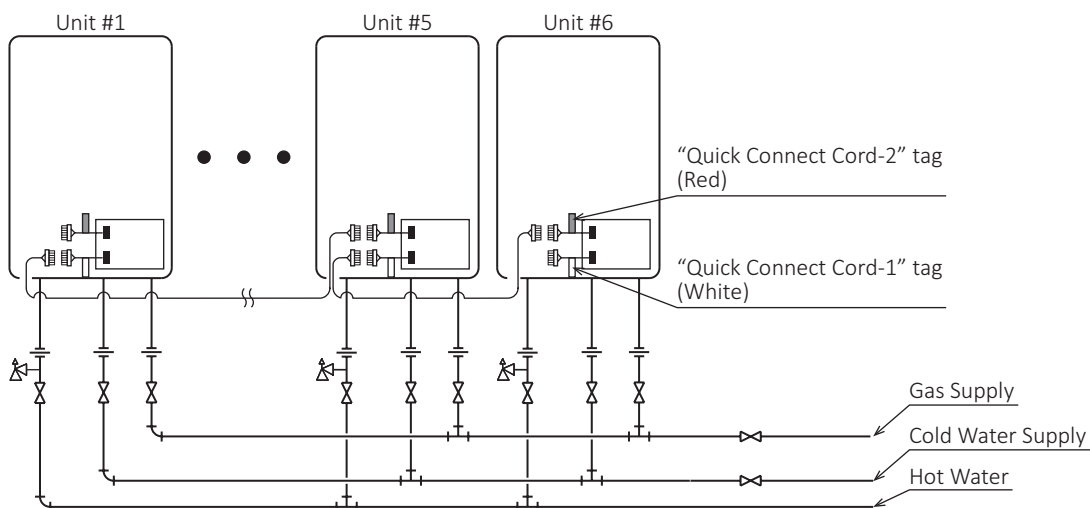 Unit #1
Unit #5
Unit #6
“Quick Connect Cord-2” tag
(Red)
“Quick Connect Cord-1” tag
(White)
Gas Supply
Cold Water Supply
Hot Water